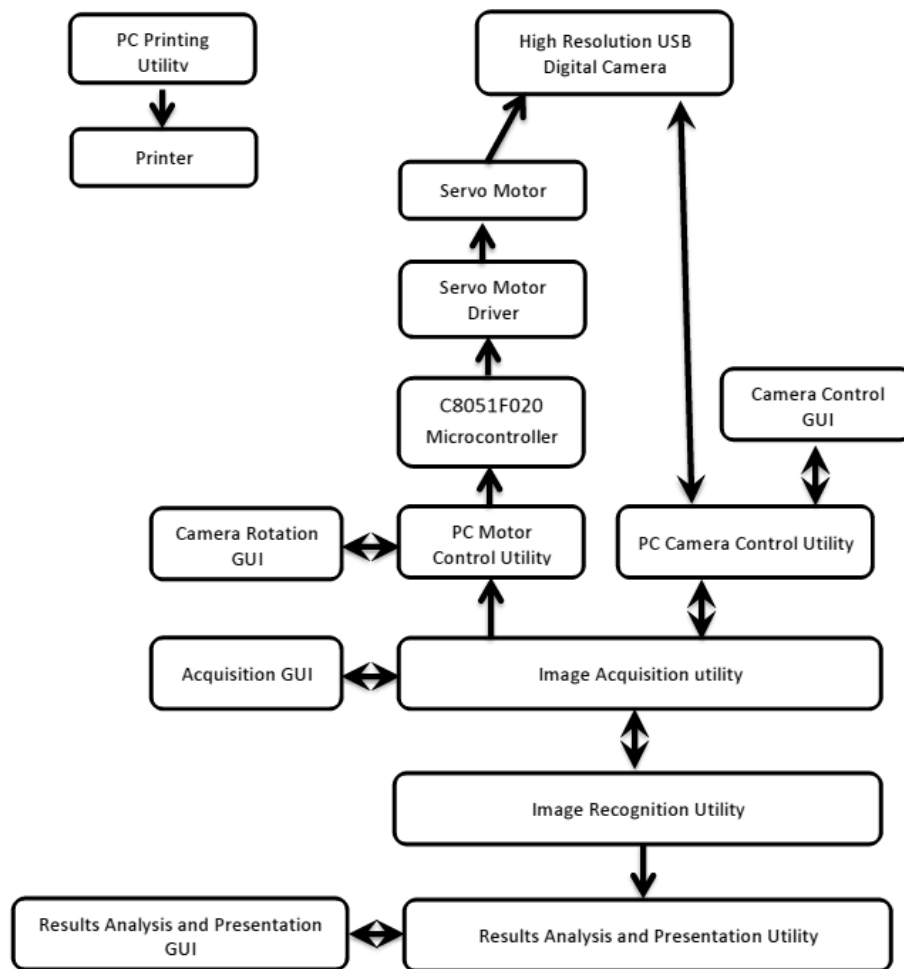 PC Printing
Utility
High Resolution USB
Digital Camera
Printer
Servo Motor
Servo Motor
Driver
C8051F020
Microcontroller
Camera Control
GUI
Camera Rotation
GUI
PC Motor
Control Utility
PC Camera Control Utility
Acquisition GUI
Image Acquisition utility
Image Recognition Utility
Results Analysis and Presentation
GUI
Results Analysis and Presentation Utility